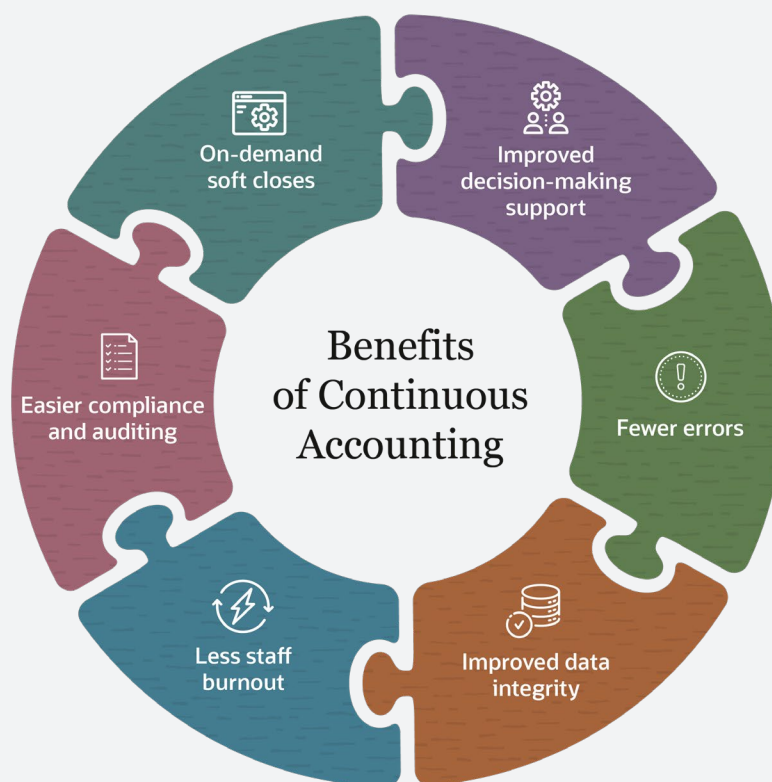 Benefits
of Continuous
Accounting
On-demand
soft closes
Improved
decision-making
support
Fewer errors
Improved data
integrity
Less staff
burnout
Easier compliance
and auditing